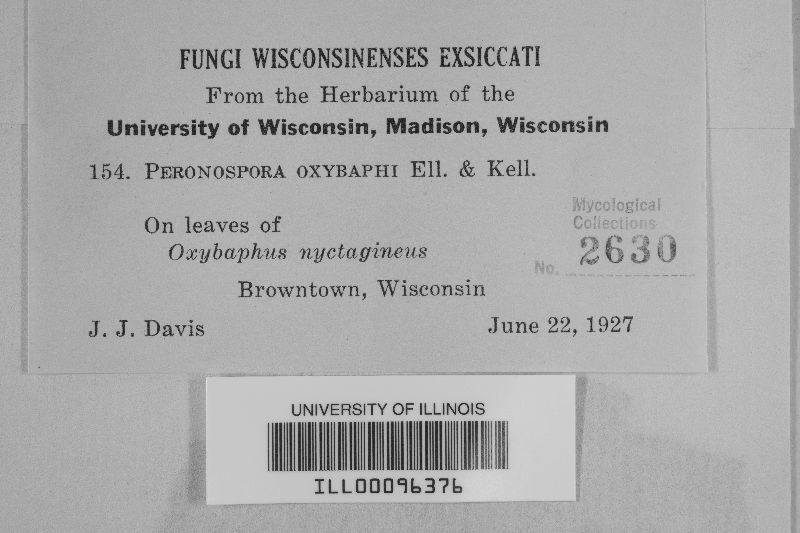 FUNGI WISCONSINENSES EXSICCATI
From the Herbarium of the
University of Wisconsin, Madison, Wisconsin
154. PERONOSPORA OXYBAPHI Ell. & Kell.
On leaves of
Oxybaphus nyctagineus
Browntown, Wisconsin
J. J. Davis June 22, 1927
Mycological
Collections
No. 2630
UNIVERSITY OF ILLINOIS
ILL00096376